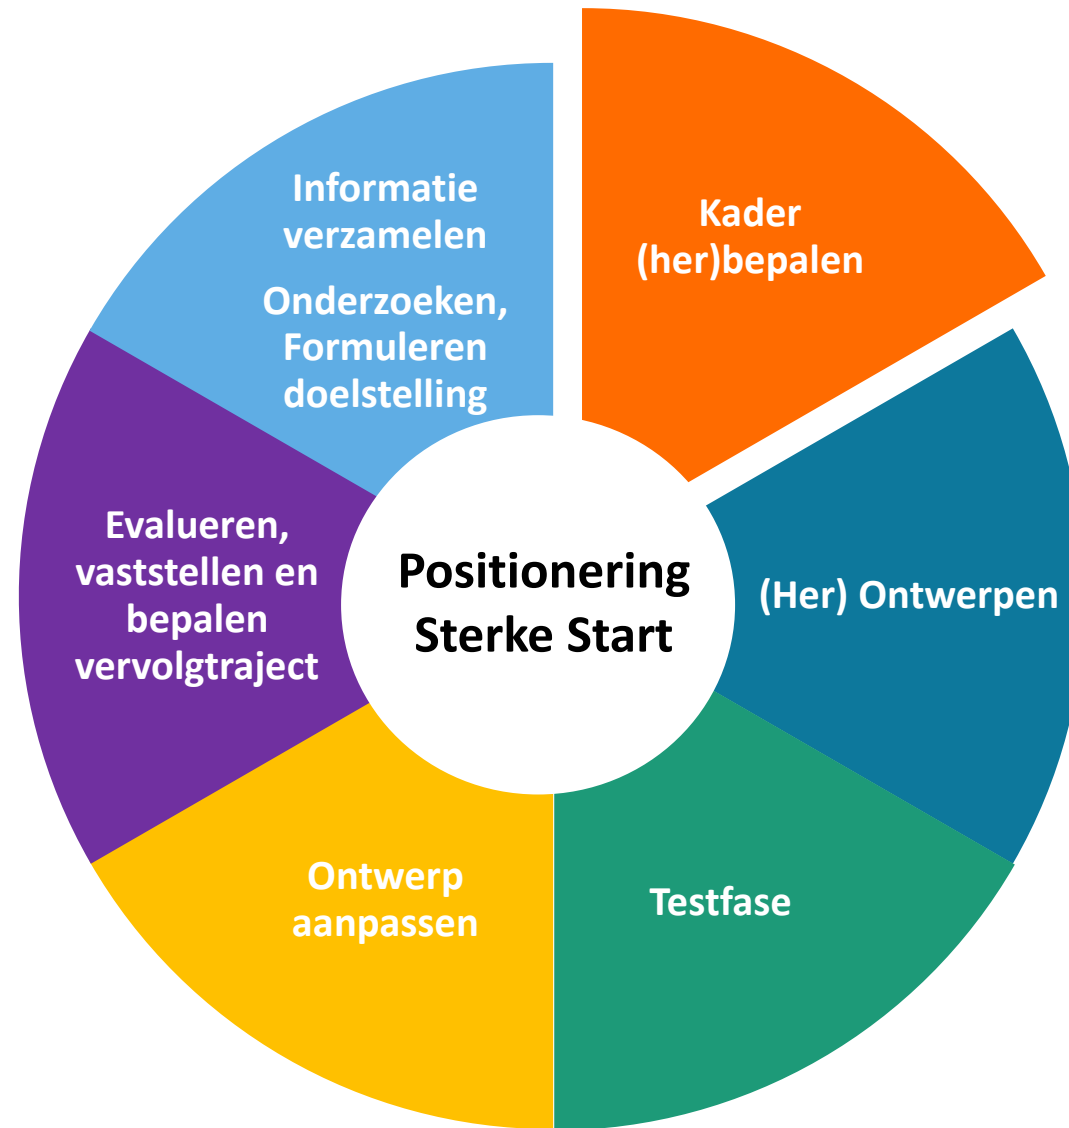 Informatie
verzamelen
Onderzoeken,
Formuleren
doelstelling
Kader
(her)bepalen
(Her) Ontwerpen
Testfase
Ontwerp
aanpassen
Evalueren,
vaststellen en
bepalen
vervolgtraject
Positionering
Sterke Start